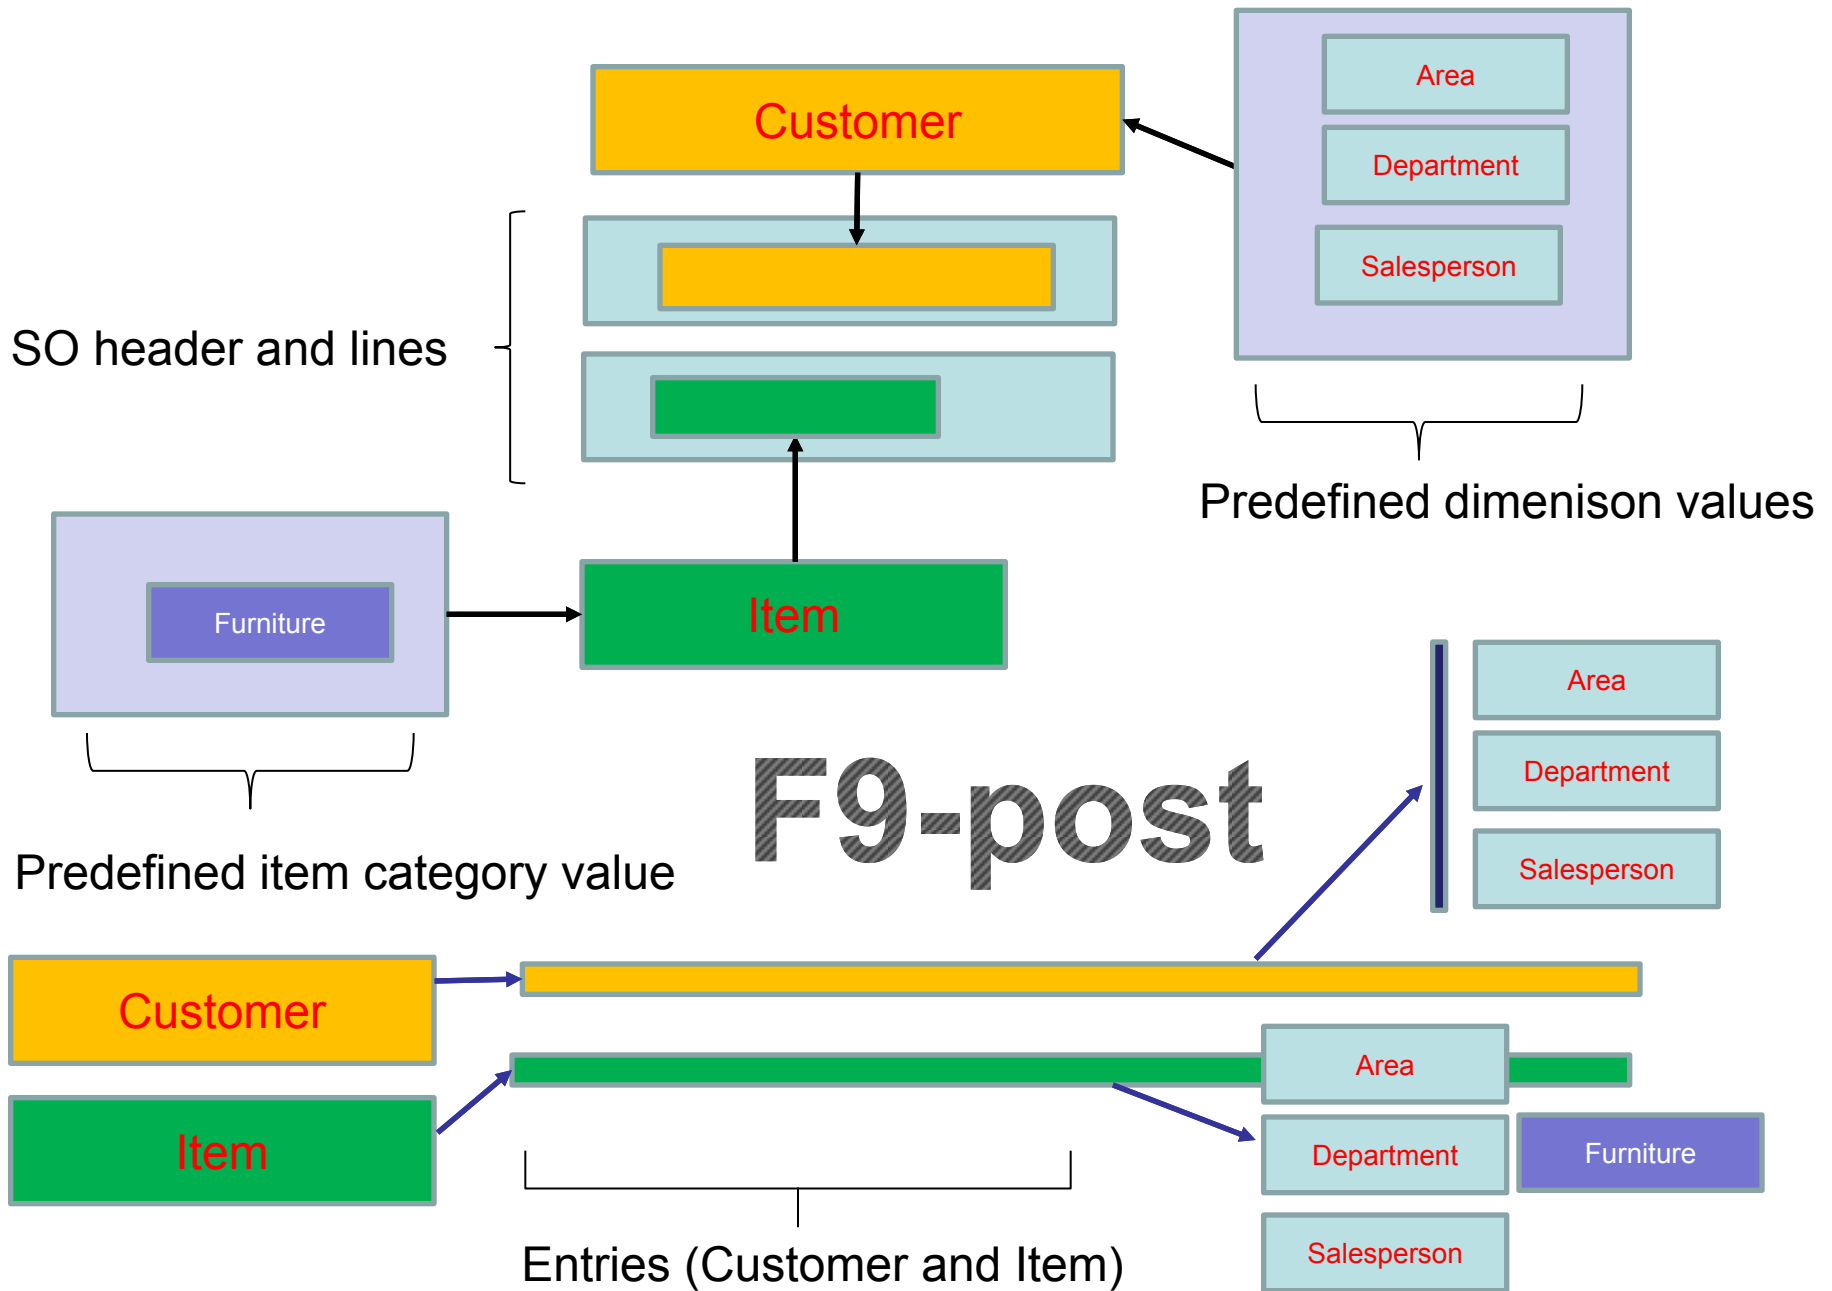 Area
Customer
Department
Salesperson
SO header and lines
Predefined dimenison values
Furniture
Item
Area
F9-post
Department
Predefined item category value
Salesperson
Customer
Area
Item
Department
Furniture
Entries (Customer and Item)
Salesperson